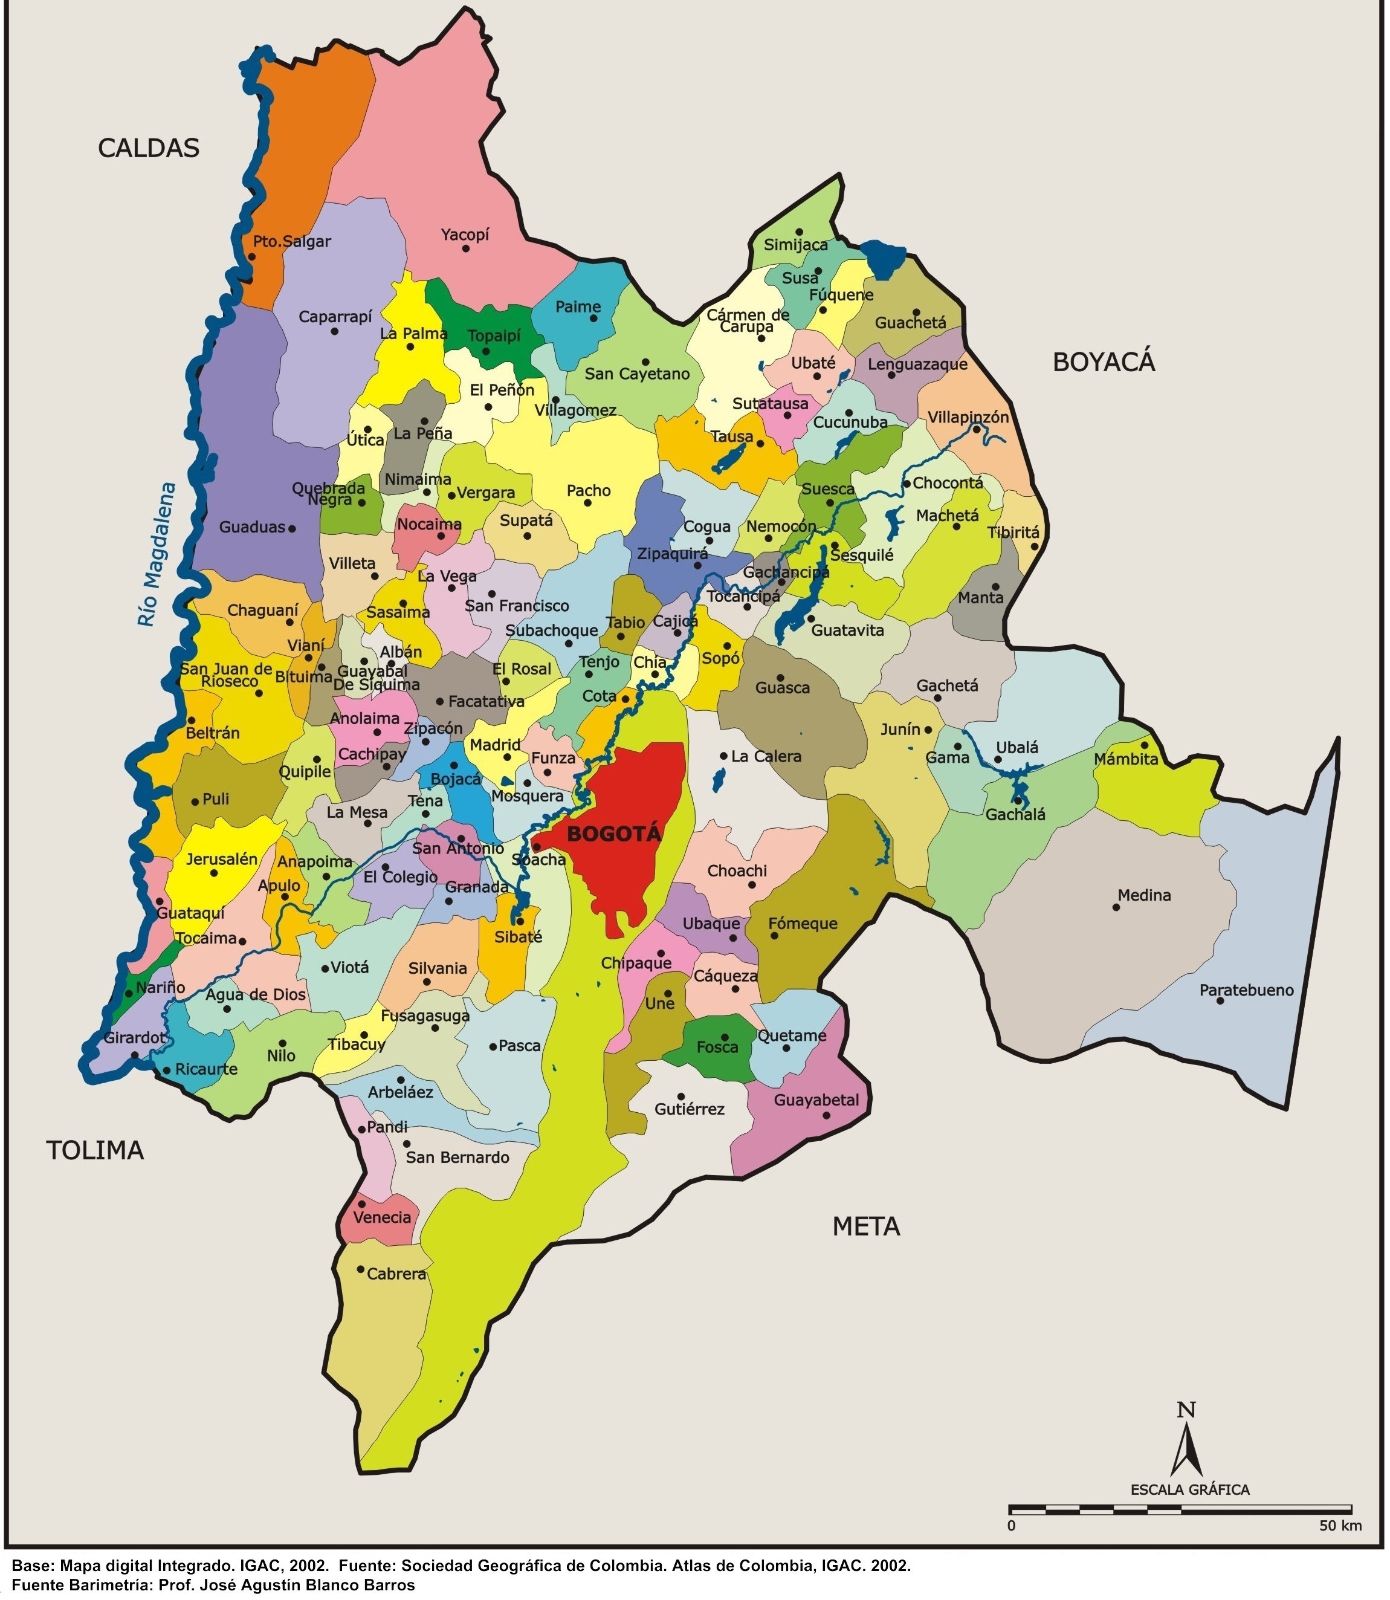 CALDAS
Pto.Salgar
Yacopí
Simijaca
Susa
Fúquene
Paime
Caparrapí
Cármen de
Carupa
Guachetá
La Palma
Topaipí
BOYACÁ
San Cayetano
Ubaté
Lenguazaque
El Peñón
Villagomez
Sutatausa
Cucunuba
Villapinzón
Útica
La Peña
Tausa
Nimaima
Quebrada
Negra
Vergara
Pacho
Suesca
Chocontá
Río Magdalena
Guaduas
Nocaima
Supatá
Cogua
Nemocón
Machetá
Tibiritá
Villeta
Zipaquirá
Sesquilé
La Vega
Gachancipá
Tocancipá
Manta
Chaguaní
Sasaima
San Francisco
Subachoque
Tabio
Cajicá
Guatavita
Vianí
Albán
San Juan de
Ríoseco
Bituima
Guayabal
De Siquima
El Rosal
Tenjo
Chía
Sopó
Guasca
Gachetá
Facatativa
Cota
Beltrán
Anolaima
Zipacón
Junín
Cachipay
Madrid
Funza
La Calera
Gama
Ubalá
Mámbita
Quipile
Bojacá
Mosquera
Puli
Tena
La Mesa
Gachalá
BOGOTÁ
San Antonio
Soacha
Jerusalén
Anapoima
Apulo
El Colegio
Granada
Choachi
Medina
Guataquí
Tocaima
Sibaté
Ubaque
Fómeque
Viotá
Silvania
Chipaque
Cáqueza
Nariño
Agua de Dios
Une
Paratebueno
Girardot
Fusagasuga
Tibacuy
Pasca
Fosca
Quetame
Ricaurte
Nilo
Arbeláez
Gutiérrez
Guayabetal
Pandi
TOLIMA
San Bernardo
Venecia
META
Cabrera
N
ESCALA GRÁFICA
0 50 km
Base: Mapa digital Integrado. IGAC, 2002. Fuente: Sociedad Geográfica de Colombia. Atlas de Colombia, IGAC. 2002.
Fuente Barimetría: Prof. José Agustín Blanco Barros